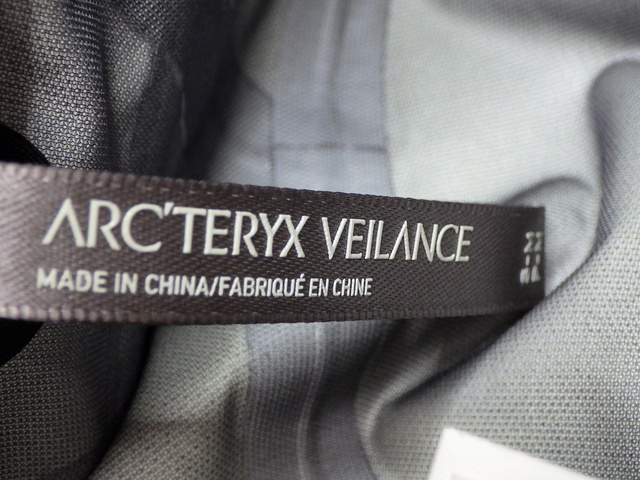 ARC'TERYX VEILANCE
MADE IN CHINA/FABRIQUÉ EN CHINE